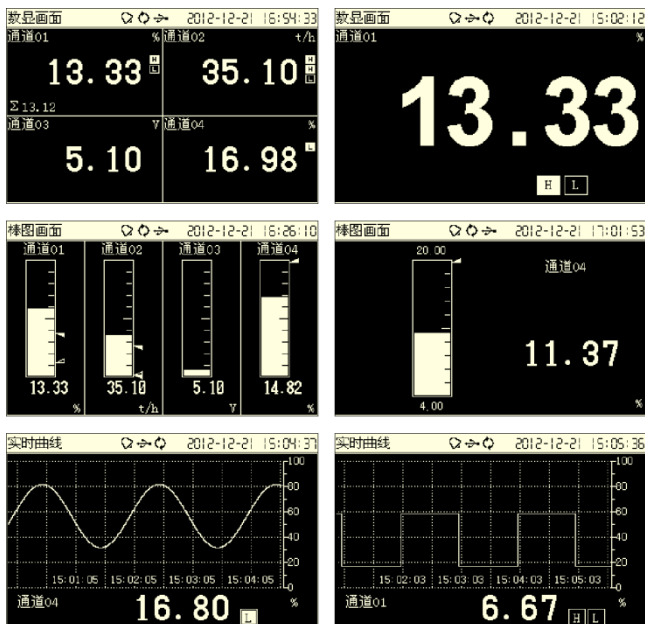 数显画面 2012-12-21 16:54:33
通道01 %
13.33 H L
Σ13.12
通道02 t/h
35.10 H H L
通道03 V
5.10
通道04 %
16.98 L
数显画面 2012-12-21 15:02:12
通道01 %
13.33
H L
棒图画面 2012-12-21 16:26:10
通道01 通道02 通道03 通道04
13.33 35.10 5.10 14.82
% t/h V %
棒图画面 2012-12-21 17:01:53
20.00
通道04
11.37
4.00 %
实时曲线 2012-12-21 15:04:37
100
80
60
40
20
15:01:05 15:02:05 15:03:05 15:04:05
0
通道04 16.80 L %
实时曲线 2012-12-21 15:05:36
100
80
60
40
20
15:02:03 15:03:03 15:04:03 15:05:03
0
通道01 6.67 H L %